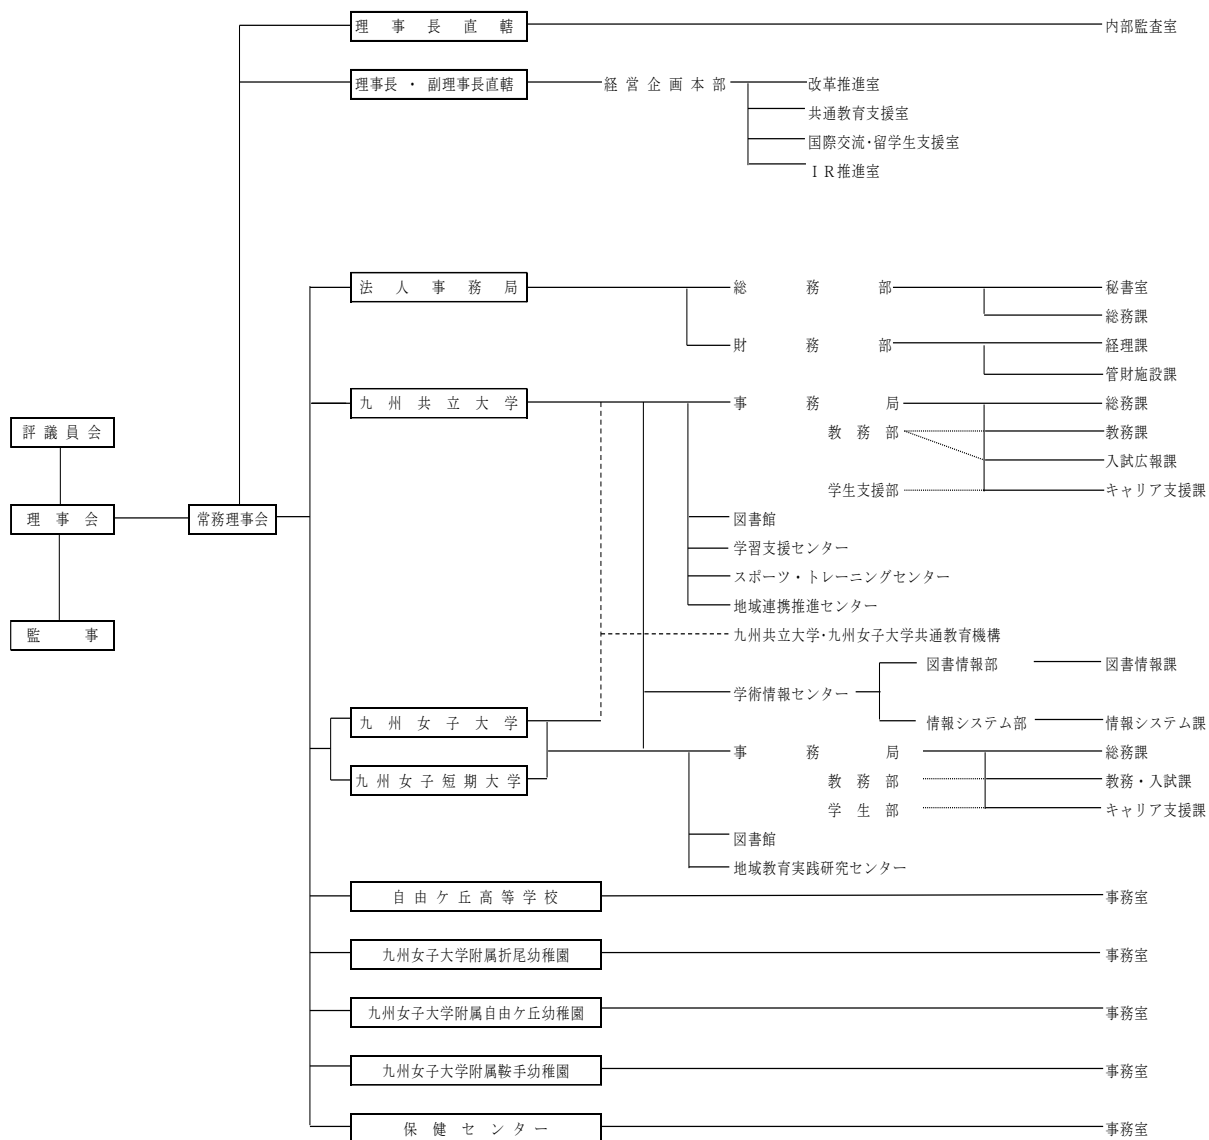 理事長直轄 内部監査室
理事長・副理事長直轄 経営企画本部 改革推進室
共通教育支援室
国際交流・留学生支援室
ＩＲ推進室
法人事務局 総務部 秘書室
総務課
財務部 経理課
管財施設課
九州共立大学 事務局 総務課
評議員会 教務部 教務課
入試広報課
学生支援部 キャリア支援課
理事会 常務理事会 図書館
学習支援センター
スポーツ・トレーニングセンター
地域連携推進センター
監事 九州共立大学・九州女子大学共通教育機構
図書情報部 図書情報課
学術情報センター
九州女子大学 情報システム部 情報システム課
事務局 総務課
九州女子短期大学 教務部 教務・入試課
学生部 キャリア支援課
図書館
地域教育実践研究センター
自由ケ丘高等学校 事務室
九州女子大学附属折尾幼稚園 事務室
九州女子大学附属自由ケ丘幼稚園 事務室
九州女子大学附属鞍手幼稚園 事務室
保健センター 事務室